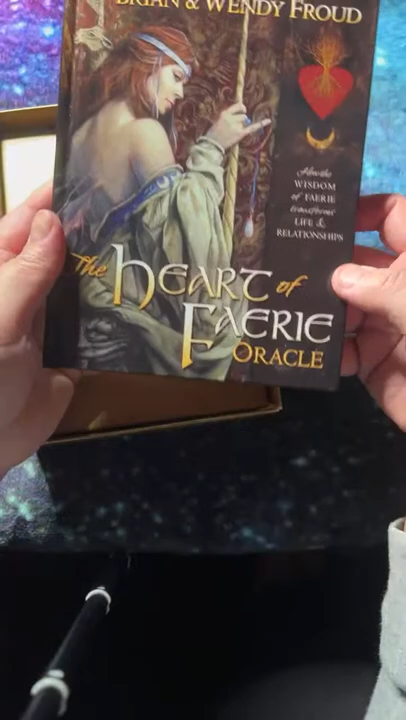 BRIAN & WENDY FROUD
How the
WISDOM
of FAERIE
transforms
LIFE &
RELATIONSHIPS
The HEART of
FAERIE
ORACLE